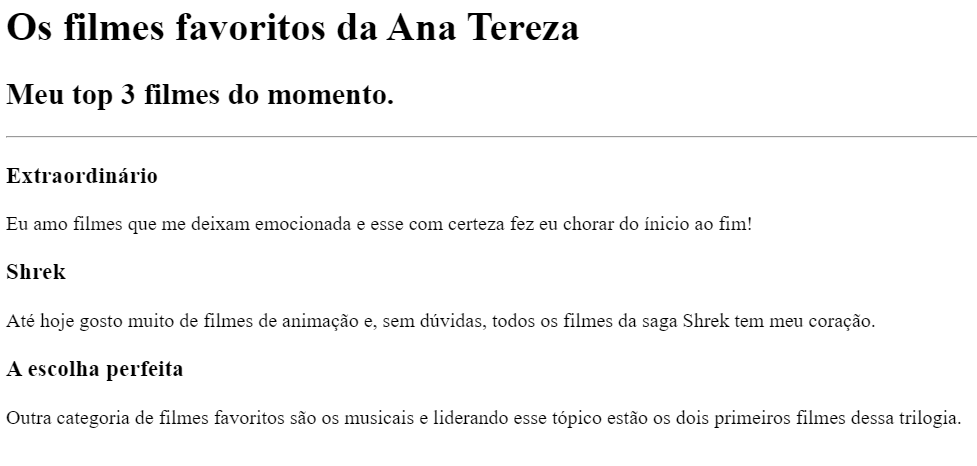 Os filmes favoritos da Ana Tereza
Meu top 3 filmes do momento.
Extraordinário
Eu amo filmes que me deixam emocionada e esse com certeza fez eu chorar do ínicio ao fim!
Shrek
Até hoje gosto muito de filmes de animação e, sem dúvidas, todos os filmes da saga Shrek tem meu coração.
A escolha perfeita
Outra categoria de filmes favoritos são os musicais e liderando esse tópico estão os dois primeiros filmes dessa trilogia.